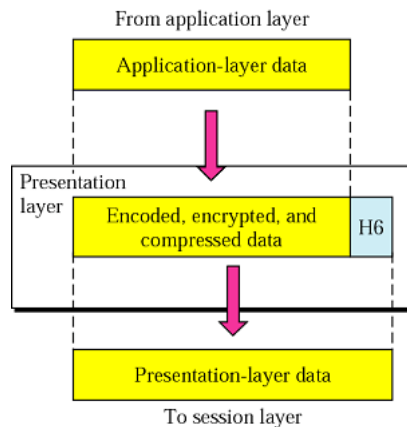 From application layer
Application-layer data
Presentation
layer
Encoded, encrypted, and
compressed data
H6
Presentation-layer data
To session layer